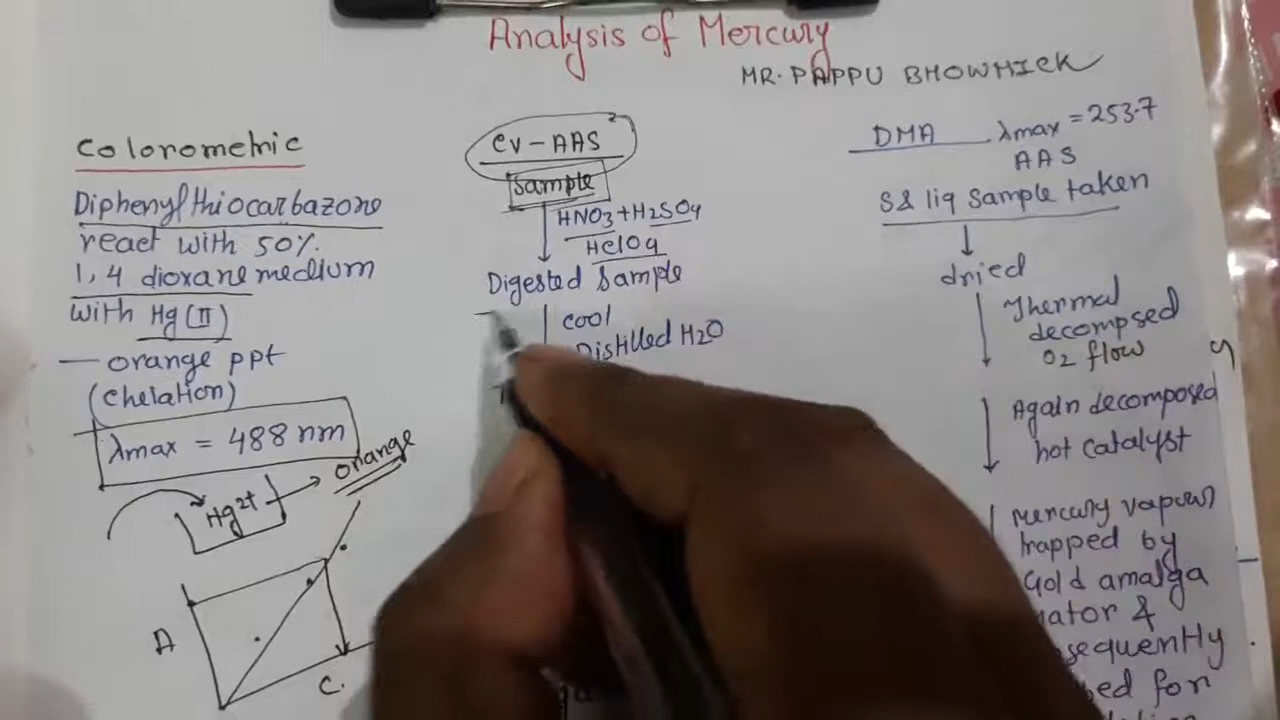 Analysis of Mercury
MR. PAPPU BHOWMICK
Colorometric
Diphenylthiocarbazone
react with 50%.
1, 4 dioxane medium
with Hg (II)
— orange ppt
(chelation)
λmax = 488 nm
Hg2+ → orange
A
C.
CV - AAS
Sample
HNO3 + H2SO4
HClO4
Digested Sample
cool
Distilled H2O
DMA λmax = 253.7
AAS
S & liq Sample taken
dried
Thermal
decompsed
O2 flow
Again decomposed
hot catalyst
Mercury vapour
trapped by
Gold amalga
nator &
sequently
bed for